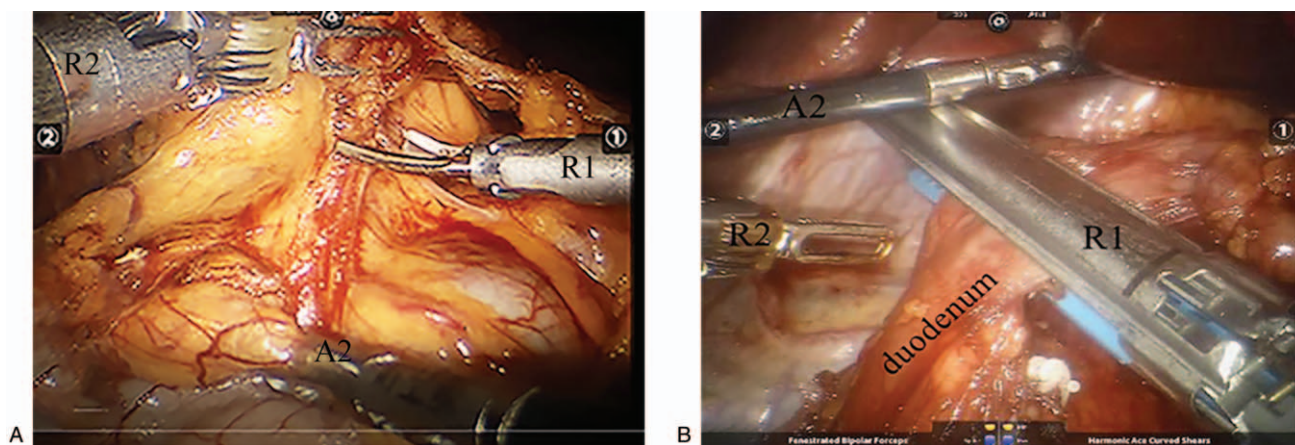 R2
②
①
R1
A2
A
A2
②
①
R2
R1
duodenum
B
Fenestrated Bipolar Forceps
Harmonic Ace Curved Shears